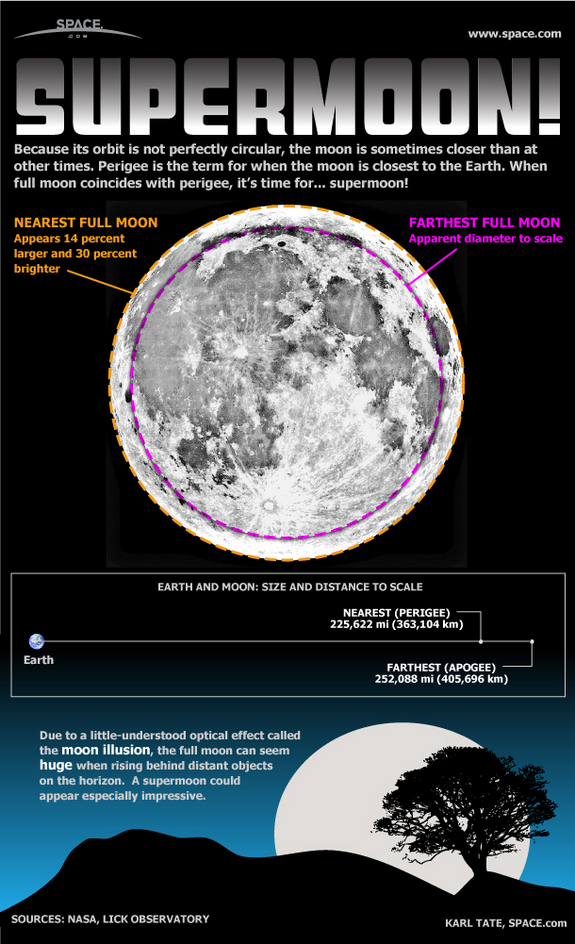 SPACE.
.COM
www.space.com
SUPERMOON!
Because its orbit is not perfectly circular, the moon is sometimes closer than at
other times. Perigee is the term for when the moon is closest to the Earth. When
full moon coincides with perigee, it’s time for... supermoon!
NEAREST FULL MOON
Appears 14 percent
larger and 30 percent
brighter
FARTHEST FULL MOON
Apparent diameter to scale
EARTH AND MOON: SIZE AND DISTANCE TO SCALE
NEAREST (PERIGEE)
225,622 mi (363,104 km)
Earth
FARTHEST (APOGEE)
252,088 mi (405,696 km)
Due to a little-understood optical effect called
the moon illusion, the full moon can seem
huge when rising behind distant objects
on the horizon. A supermoon could
appear especially impressive.
SOURCES: NASA, LICK OBSERVATORY
KARL TATE, SPACE.com